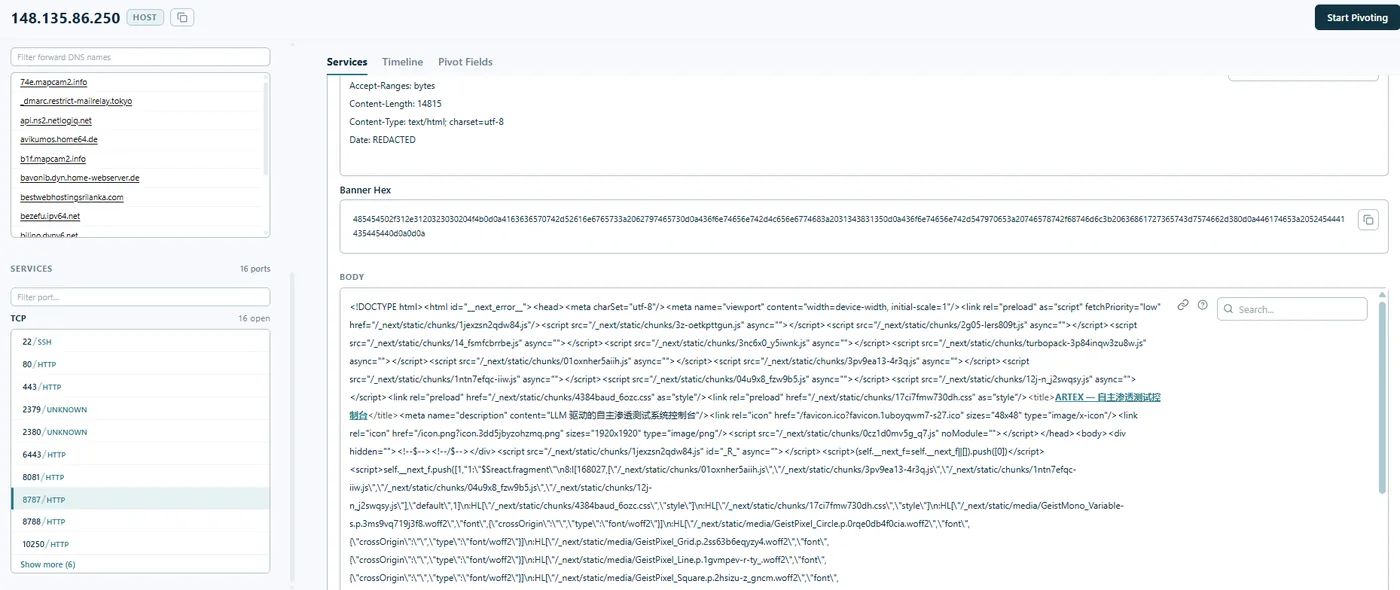 148.135.86.250 HOST
Start Pivoting
Filter forward DNS names
74e.mapcam2.info
_dmarc.restrict-mailrelay.tokyo
api.ns2.netlogiq.net
avikumos.home64.de
b1f.mapcam2.info
bavonib.dyn.home-webserver.de
bestwebhostingsrilanka.com
bezefu.ipv64.net
SERVICES 16 ports
Filter port...
TCP 16 open
22/SSH
80/HTTP
443/HTTP
2379/UNKNOWN
2380/UNKNOWN
6443/HTTP
8081/HTTP
8787/HTTP
8788/HTTP
10250/HTTP
Show more (6)
Services Timeline Pivot Fields
Accept-Ranges: bytes
Content-Length: 14815
Content-Type: text/html; charset=utf-8
Date: REDACTED
Banner Hex
485454502f312e3120323030204f4b0d0a4163636570742d52616e6765733a2062797465730d0a436f6e74656e742d4c656e6774683a2031343831350d0a436f6e74656e742d547970653a20746578742f68746d6c3b20636861727365743d7574662d380d0a446174653a2052454441
435445440d0a0d0a
BODY
Search...
<!DOCTYPE html><html id="__next_error__"><head><meta charSet="utf-8"/><meta name="viewport" content="width=device-width, initial-scale=1"/><link rel="preload" as="script" fetchPriority="low"
href="/_next/static/chunks/1jexzsn2qdw84.js"/><script src="/_next/static/chunks/3z-oetkpttgun.js" async=""></script><script src="/_next/static/chunks/2g05-lers809t.js" async=""></script><script
src="/_next/static/chunks/14_fsmfcbrrbe.js" async=""></script><script src="/_next/static/chunks/3nc6x0_y5iwnk.js" async=""></script><script src="/_next/static/chunks/turbopack-3p84inqw3zu8w.js"
async=""></script><script src="/_next/static/chunks/01oxnher5aiih.js" async=""></script><script src="/_next/static/chunks/3pv9ea13-4r3q.js" async=""></script><script
src="/_next/static/chunks/1ntn7efqc-iiw.js" async=""></script><script src="/_next/static/chunks/04u9x8_fzw9b5.js" async=""></script><script src="/_next/static/chunks/12j-n_j2swqsy.js" async="">
</script><link rel="preload" href="/_next/static/chunks/4384baud_6ozc.css" as="style"/><link rel="preload" href="/_next/static/chunks/17ci7fmw730dh.css" as="style"/><title>ARTEX — 自主渗透测试控
制台</title><meta name="description" content="LLM 驱动的自主渗透测试系统控制台"/><link rel="icon" href="/favicon.ico?favicon.1uboyqwm7-s27.ico" sizes="48x48" type="image/x-icon"/><link
rel="icon" href="/icon.png?icon.3dd5jbyzohzmq.png" sizes="1920x1920" type="image/png"/><script src="/_next/static/chunks/0cz1d0mv5g_q7.js" noModule=""></script></head><body><div
hidden=""><!--$--><!--/$--></div><script src="/_next/static/chunks/1jexzsn2qdw84.js" id="_R_" async=""></script><script>(self.__next_f=self.__next_f||[]).push([0])</script>
<script>self.__next_f.push([1,"1:\"$Sreact.fragment\"\n8:I[168027,[\"/_next/static/chunks/01oxnher5aiih.js\",\"/_next/static/chunks/3pv9ea13-4r3q.js\",\"/_next/static/chunks/1ntn7efqc-
iiw.js\",\"/_next/static/chunks/04u9x8_fzw9b5.js\",\"/_next/static/chunks/12j-
n_j2swqsy.js\"],\"default\",1]\n:HL[\"/_next/static/chunks/4384baud_6ozc.css\",\"style\"]\n:HL[\"/_next/static/chunks/17ci7fmw730dh.css\",\"style\"]\n:HL[\"/_next/static/media/GeistMono_Variable-
s.p.3ms9vq719j3f8.woff2\",\"font\",{\"crossOrigin\":\"\",\"type\":\"font/woff2\"}]\n:HL[\"/_next/static/media/GeistPixel_Circle.p.0rqe0db4f0cia.woff2\",\"font\",
{\"crossOrigin\":\"\",\"type\":\"font/woff2\"}]\n:HL[\"/_next/static/media/GeistPixel_Grid.p.2ss63b6eqyzy4.woff2\",\"font\",
{\"crossOrigin\":\"\",\"type\":\"font/woff2\"}]\n:HL[\"/_next/static/media/GeistPixel_Line.p.1gvmpev-r-ty_.woff2\",\"font\",
{\"crossOrigin\":\"\",\"type\":\"font/woff2\"}]\n:HL[\"/_next/static/media/GeistPixel_Square.p.2hsizu-z_gncm.woff2\",\"font\",